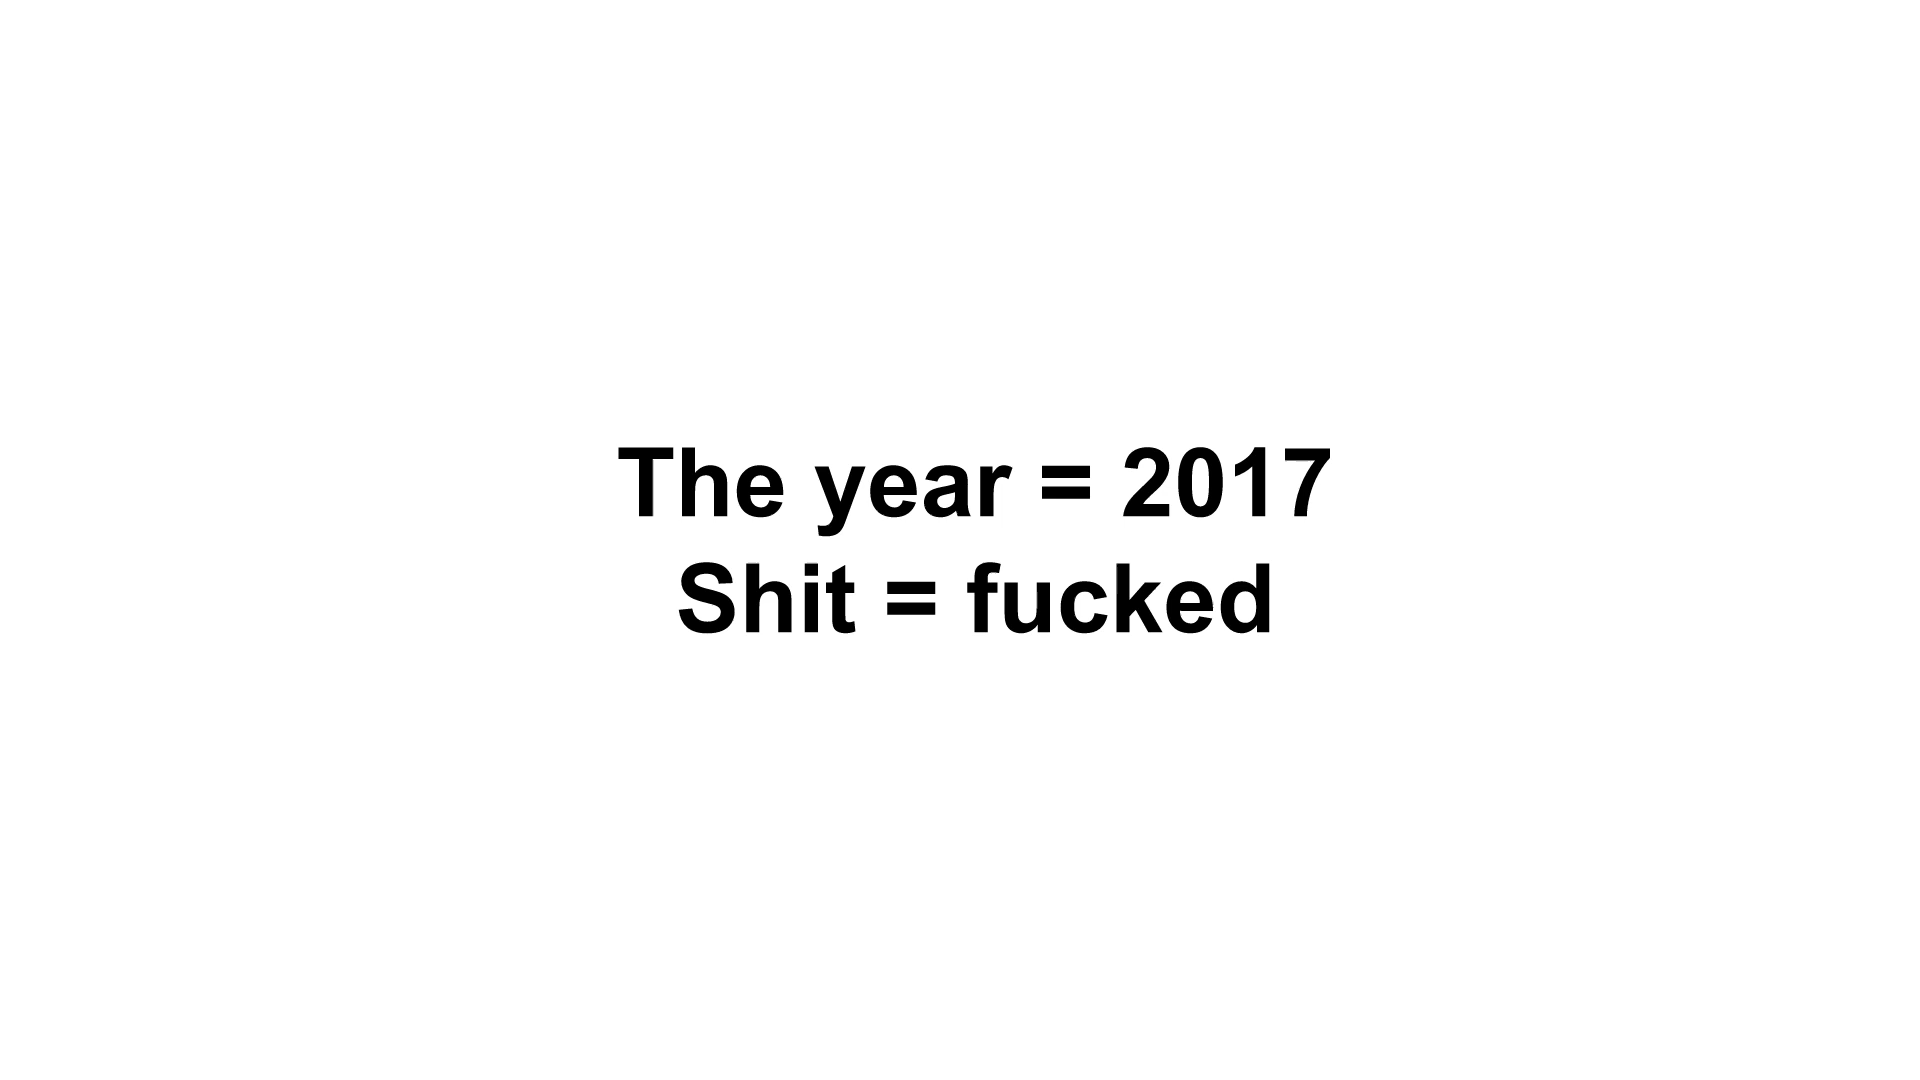 The year = 2017
Shit = fucked